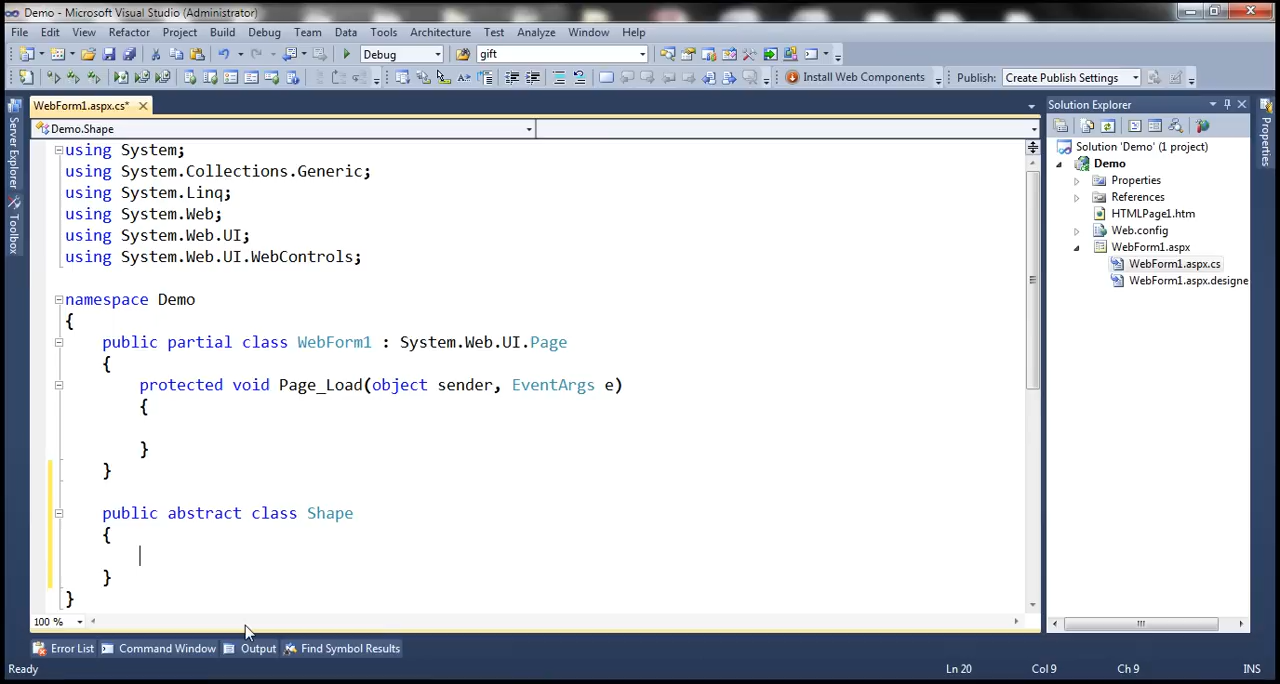 Demo - Microsoft Visual Studio (Administrator)
File Edit View Refactor Project Build Debug Team Data Tools Architecture Test Analyze Window Help
Debug gift
Install Web Components Publish: Create Publish Settings
WebForm1.aspx.cs*
Demo.Shape
Server Explorer
Toolbox
using System;
using System.Collections.Generic;
using System.Linq;
using System.Web;
using System.Web.UI;
using System.Web.UI.WebControls;
namespace Demo
{
public partial class WebForm1 : System.Web.UI.Page
{
protected void Page_Load(object sender, EventArgs e)
{
}
}
public abstract class Shape
{
}
}
100 %
Solution Explorer
Solution 'Demo' (1 project)
Demo
Properties
References
HTMLPage1.htm
Web.config
WebForm1.aspx
WebForm1.aspx.cs
WebForm1.aspx.designe
Properties
Error List Command Window Output Find Symbol Results
Ready Ln 20 Col 9 Ch 9 INS